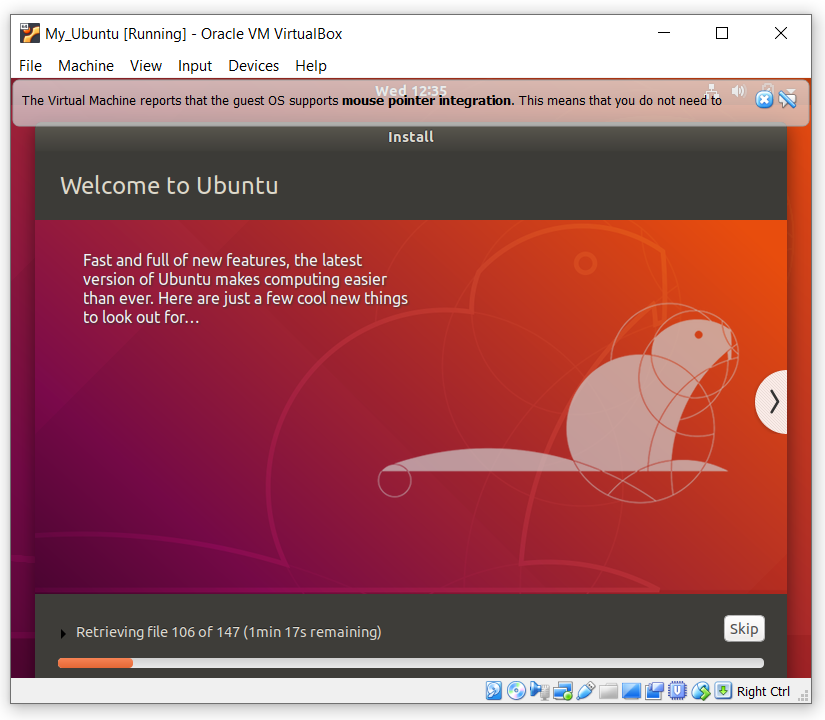 My_Ubuntu [Running] - Oracle VM VirtualBox
File Machine View Input Devices Help
Wed 12:35
The Virtual Machine reports that the guest OS supports mouse pointer integration. This means that you do not need to
Install
Welcome to Ubuntu
Fast and full of new features, the latest
version of Ubuntu makes computing easier
than ever. Here are just a few cool new things
to look out for…
Retrieving file 106 of 147 (1min 17s remaining)
Skip
Right Ctrl